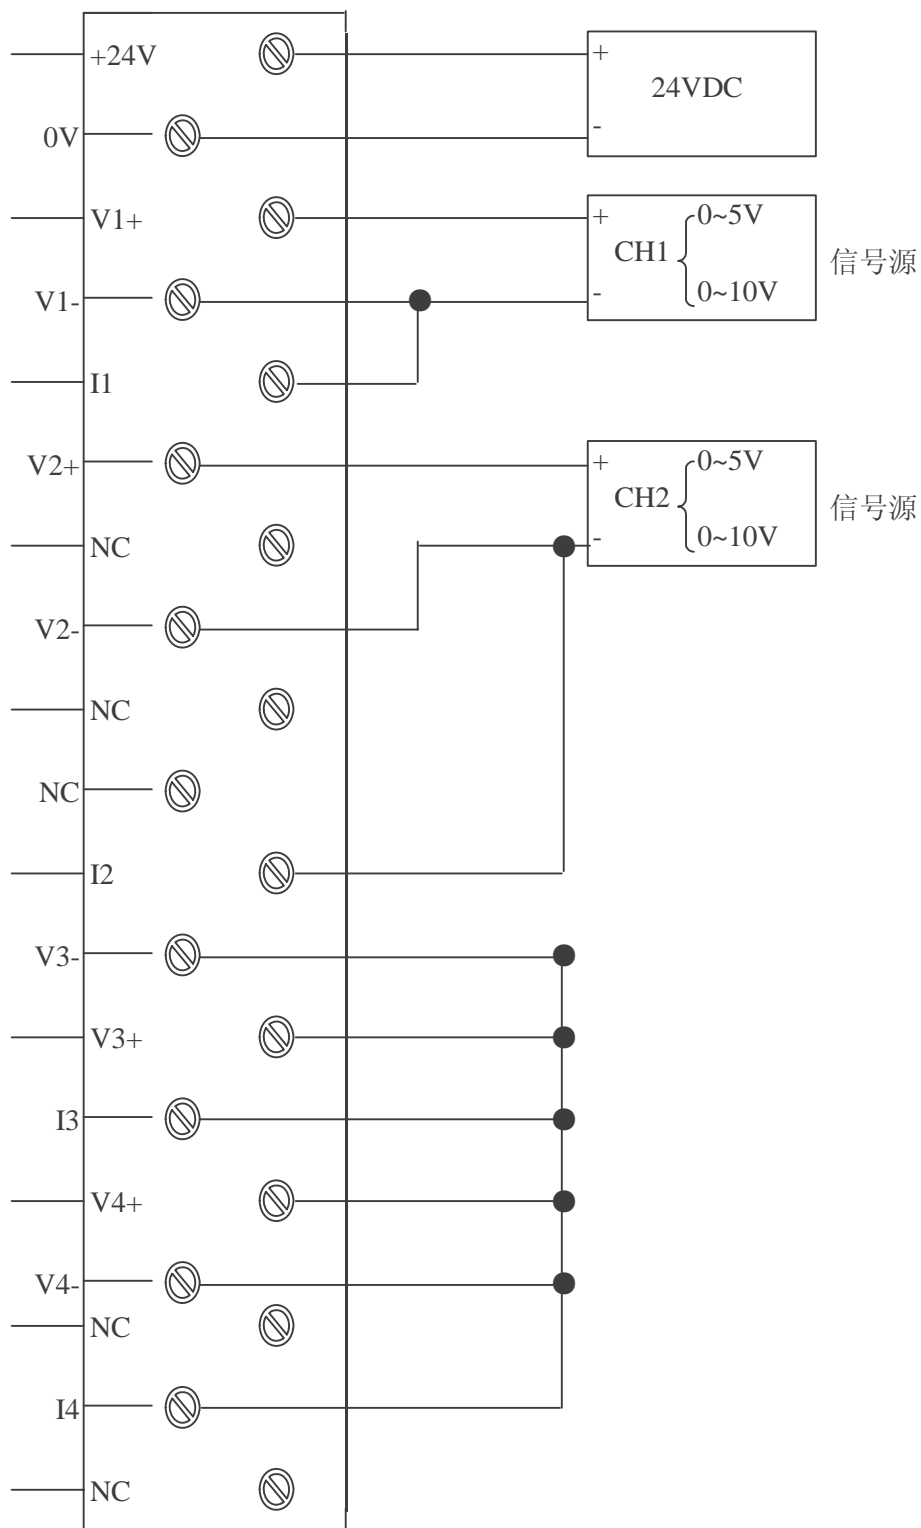 +24V
+
24VDC
0V
-
V1+
+
0~5V
CH1
信号源
V1-
-
0~10V
I1
V2+
+
0~5V
CH2
信号源
NC
-
0~10V
V2-
NC
NC
I2
V3-
V3+
I3
V4+
V4-
NC
I4
NC